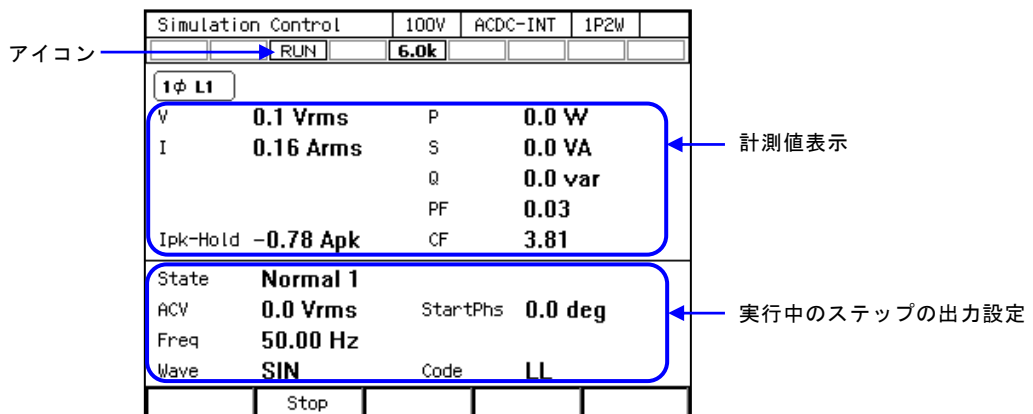 Simulation Control 100V ACDC-INT 1P2W
アイコン RUN 6.0k
1φ L1
V 0.1 Vrms P 0.0 W
計測値表示
I 0.16 Arms S 0.0 VA
Q 0.0 var
PF 0.03
Ipk-Hold -0.78 Apk CF 3.81
State Normal 1
ACV 0.0 Vrms StartPhs 0.0 deg
実行中のステップの出力設定
Freq 50.00 Hz
Wave SIN Code LL
Stop